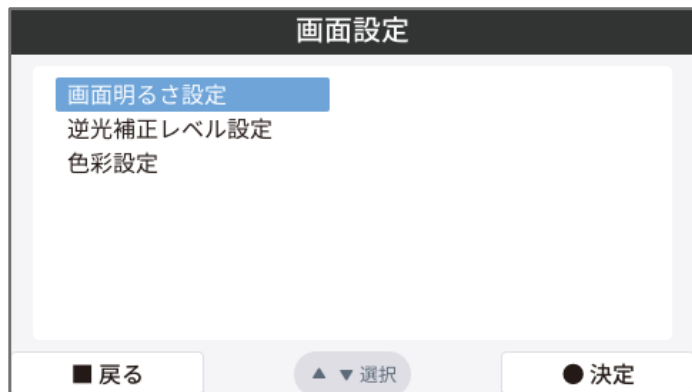 画面設定
画面明るさ設定
逆光補正レベル設定
色彩設定
■戻る
▲ ▼ 選択
●決定